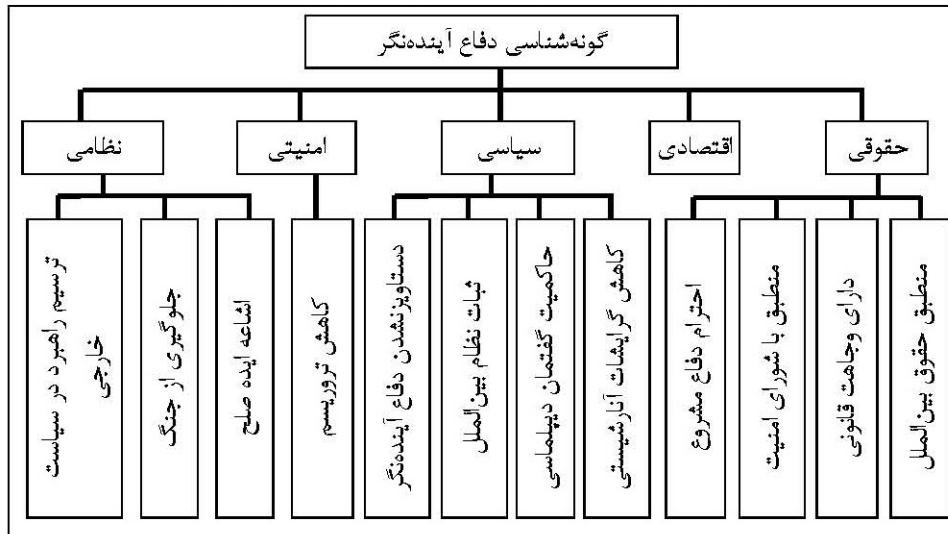 گونه‌شناسی دفاع آینده‌نگر
حقوقی
اقتصادی
سیاسی
امنیتی
نظامی
منطبق حقوق بین‌الملل
دارای وجاهت قانونی
منطبق با شورای امنیت
احترام دفاع مشروع
کاهش گرایشات آنارشیستی
حاکمیت گفتمان دیپلماسی
ثبات نظام بین‌الملل
دستاویزنشدن دفاع آینده‌نگر
کاهش تروریسم
اشاعه ایده صلح
جلوگیری از جنگ
ترسیم راهبرد در سیاست
خارجی